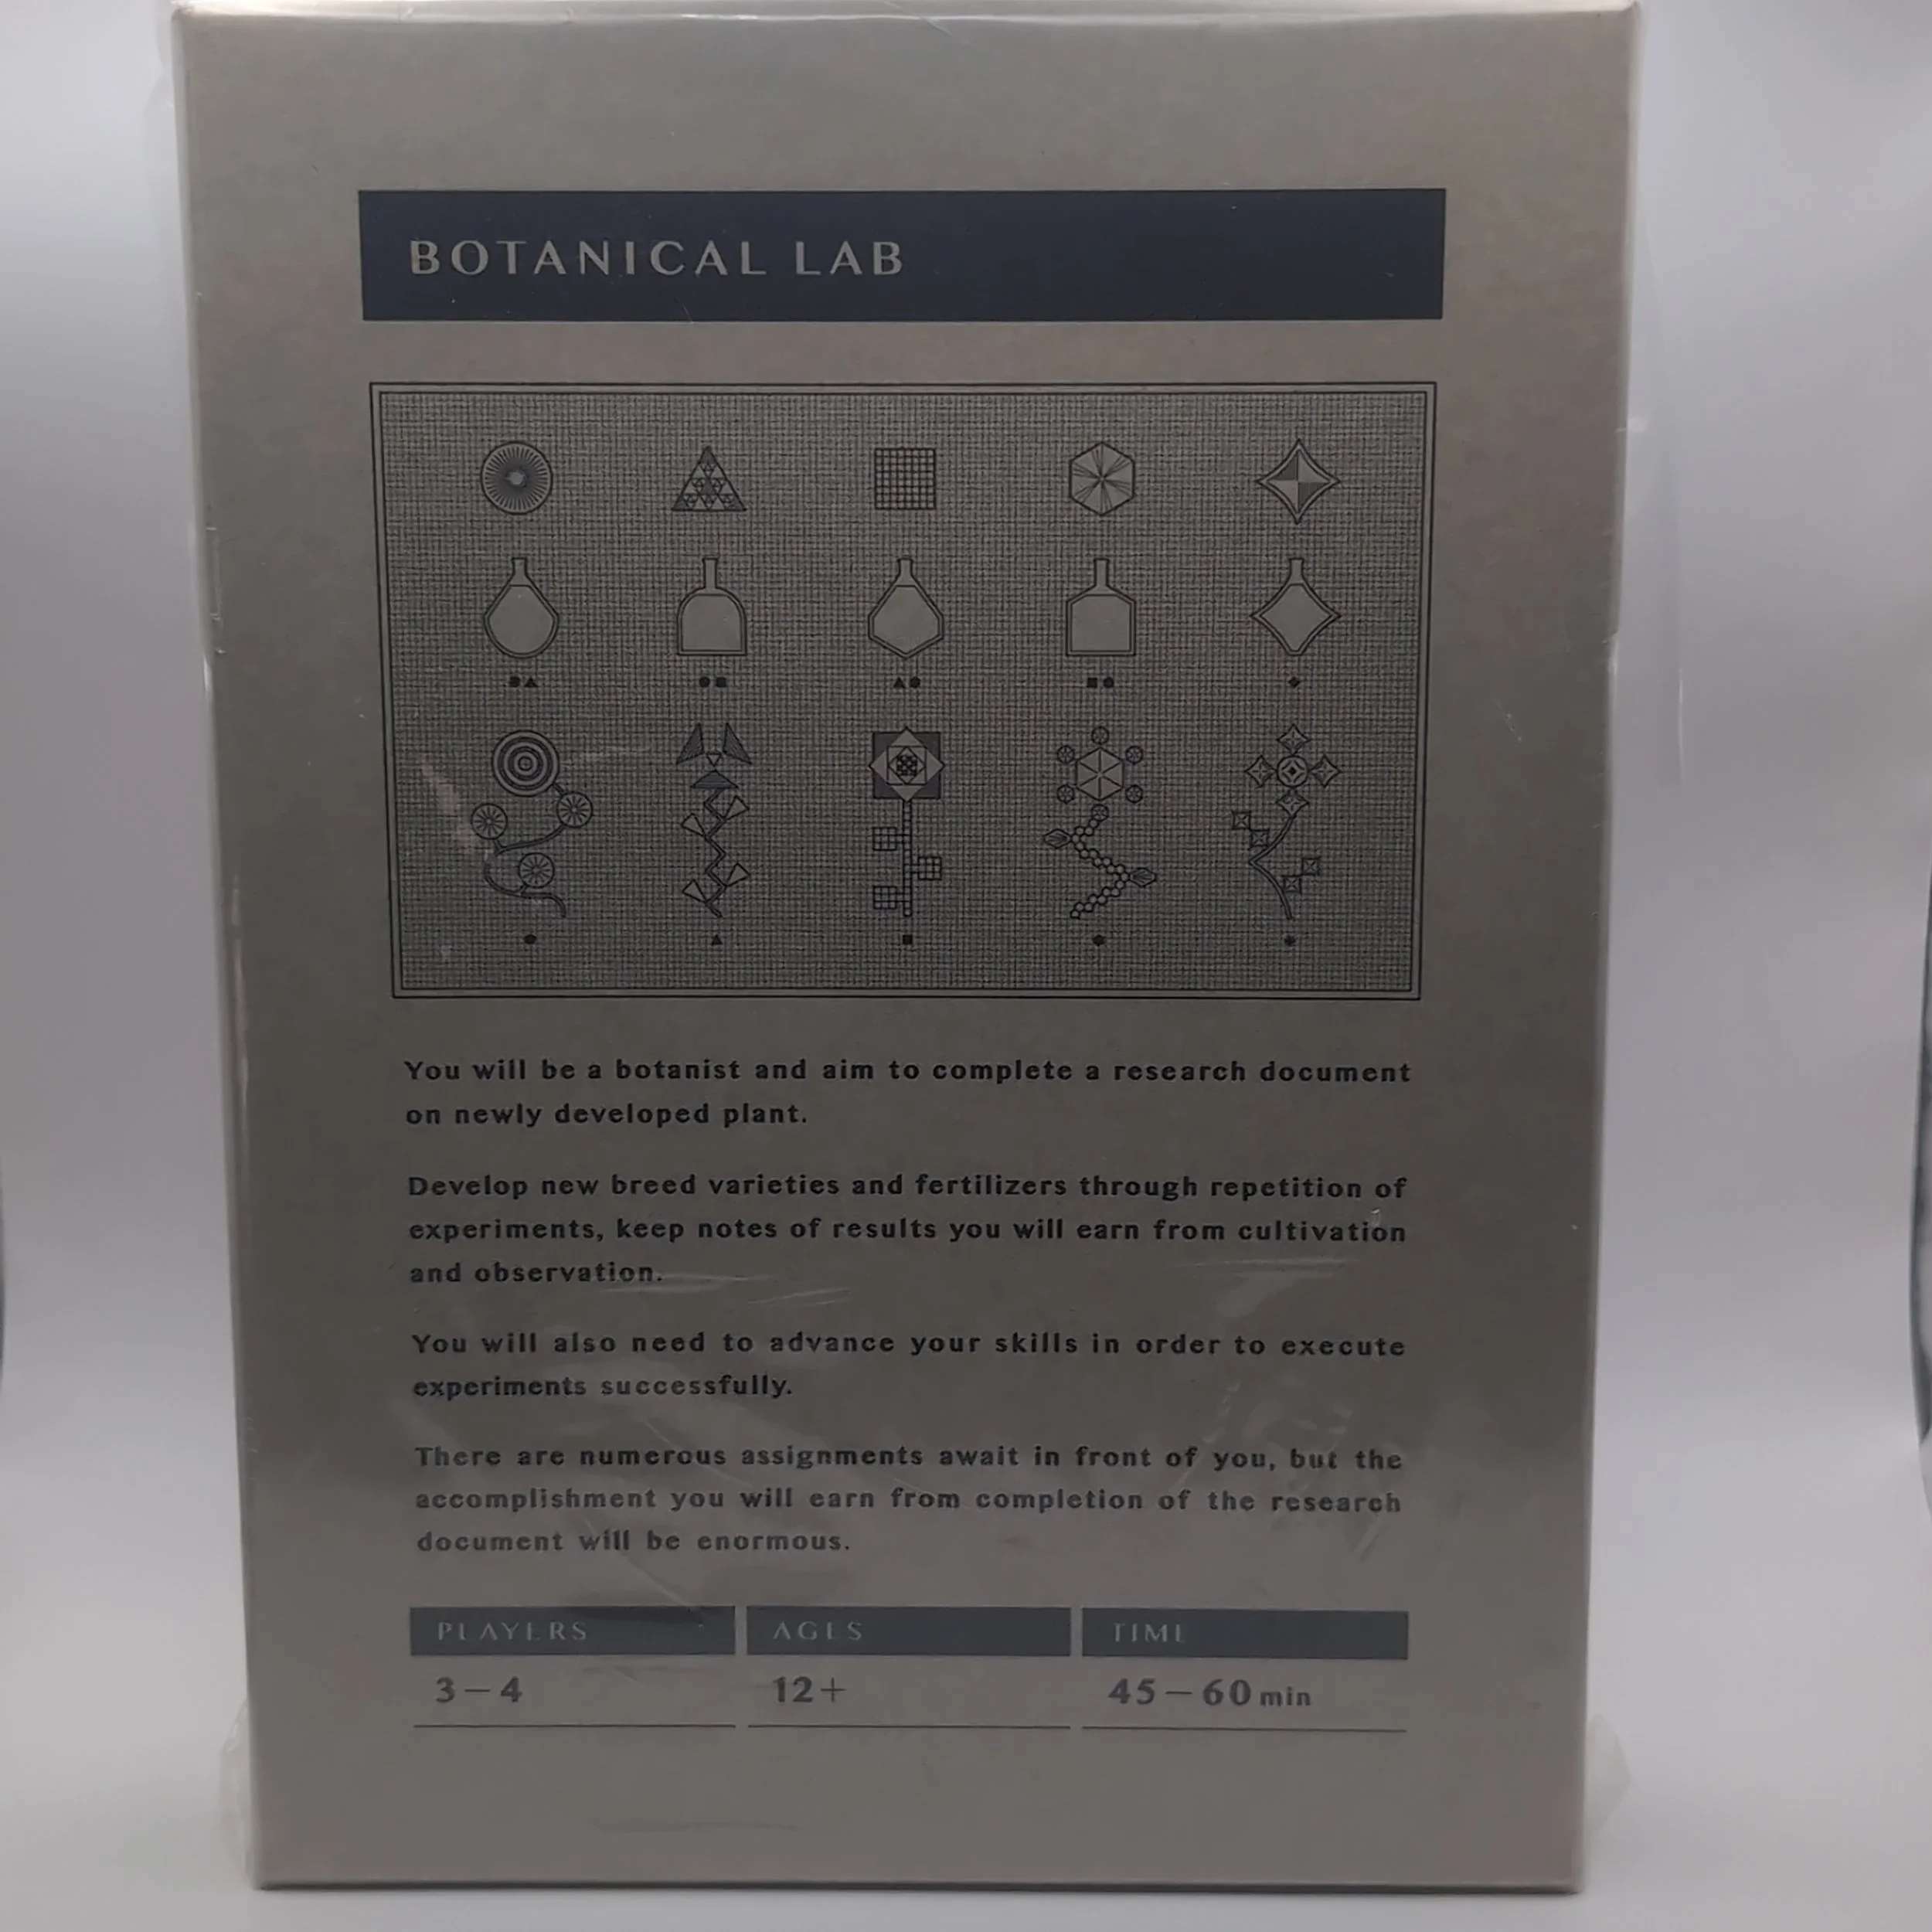 BOTANICAL LAB
You will be a botanist and aim to complete a research document
on newly developed plant.
Develop new breed varieties and fertilizers through repetition of
experiments, keep notes of results you will earn from cultivation
and observation.
You will also need to advance your skills in order to execute
experiments successfully.
There are numerous assignments await in front of you, but the
accomplishment you will earn from completion of the research
document will be enormous.
PLAYERS AGES TIME
3-4 12+ 45-60 min